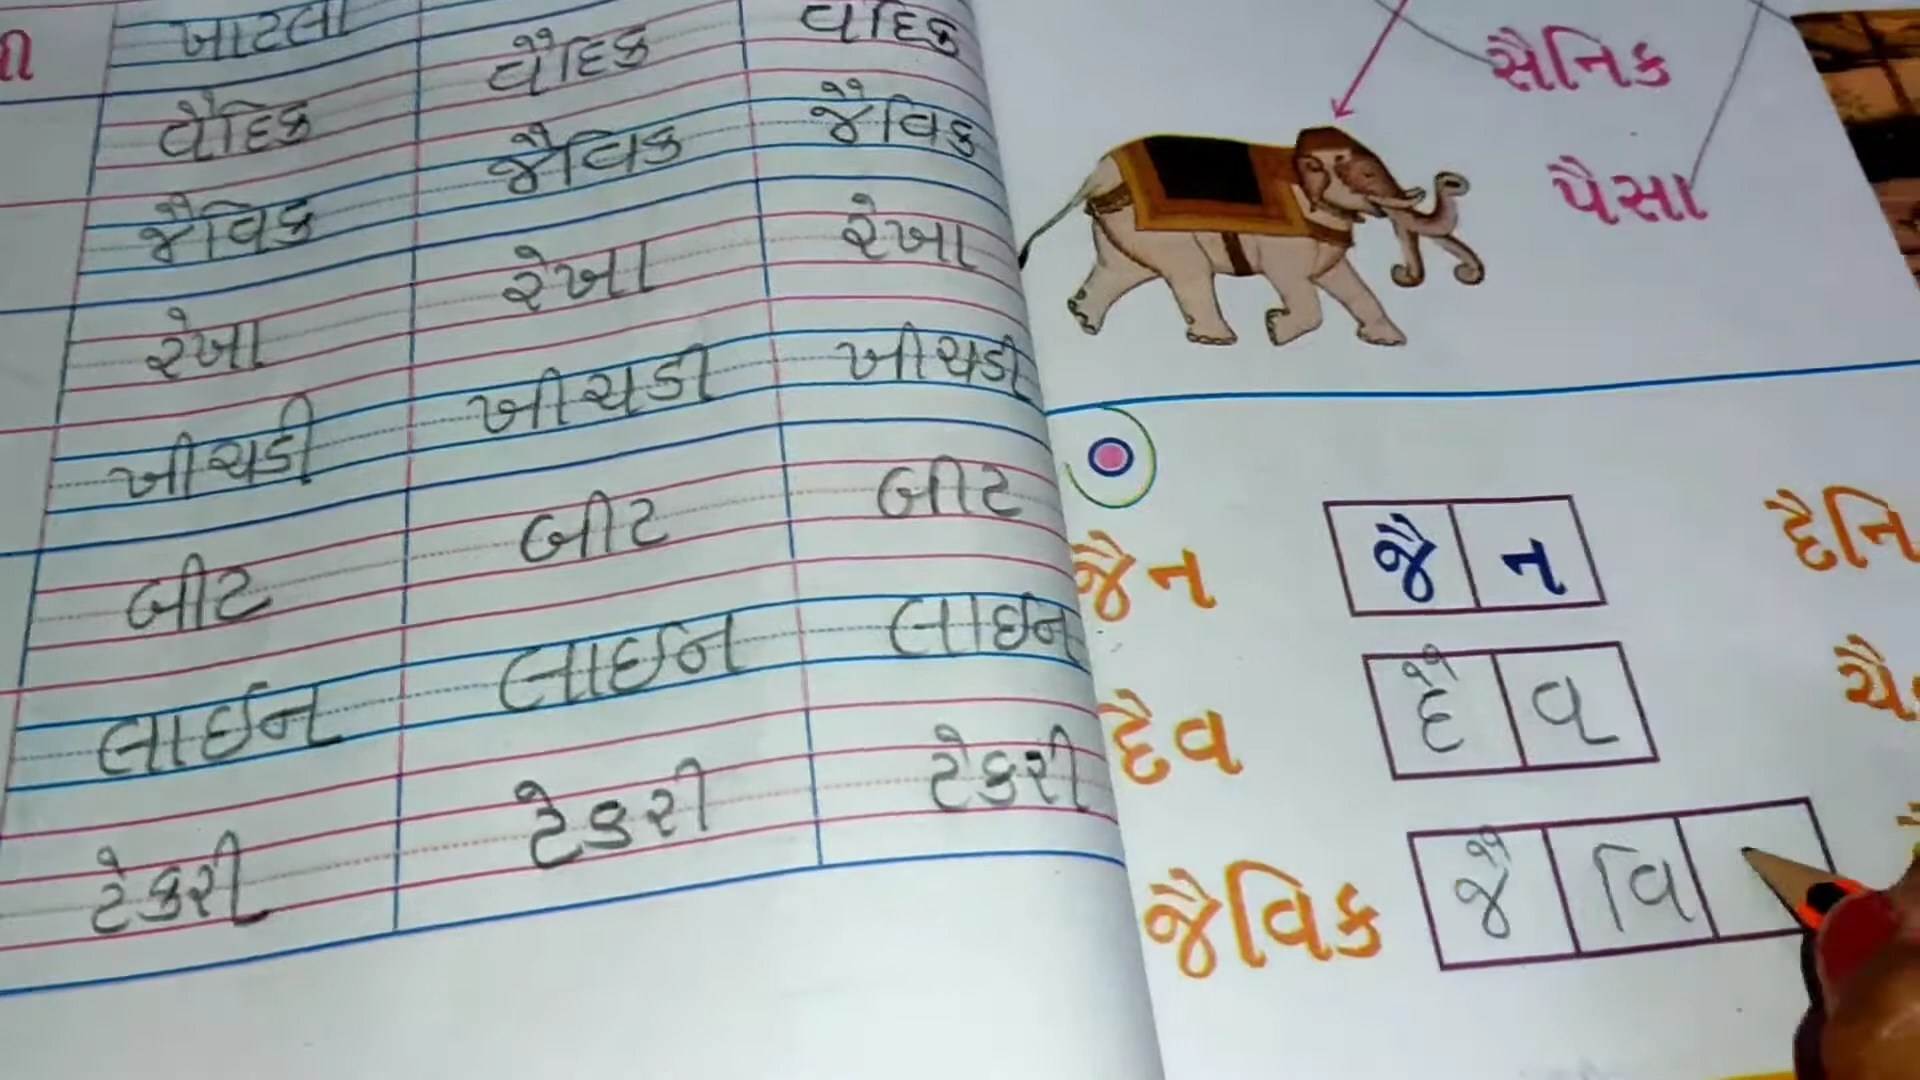 ખાટલા
વૈદિક વૈદિક વૈદિક
જૈવિક જૈવિક જૈવિક
રેખા રેખા રેખા
ખીચડી ખીચડી ખીચડી
બીટ બીટ બીટ
લાઇન લાઇન લાઇન
ટેકરી ટેકરી ટેકરી
સૈનિક
પૈસા
જૈન જૈ ન
દૈવ દૈ વ
જૈવિક જૈ વિ